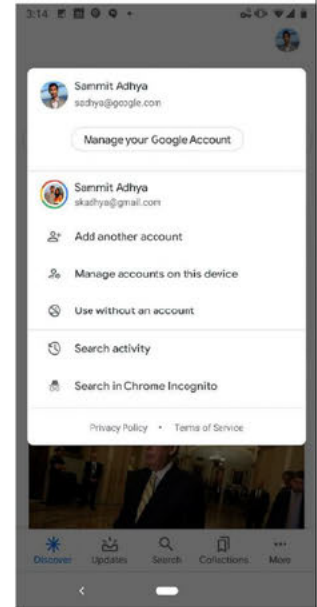 3:14
Sammit Adhya
sadhya@google.com
Manage your Google Account
Sammit Adhya
skadhya@gmail.com
Add another account
Manage accounts on this device
Use without an account
Search activity
Search in Chrome Incognito
Privacy Policy • Terms of Service
Discover Updates Search Collections More